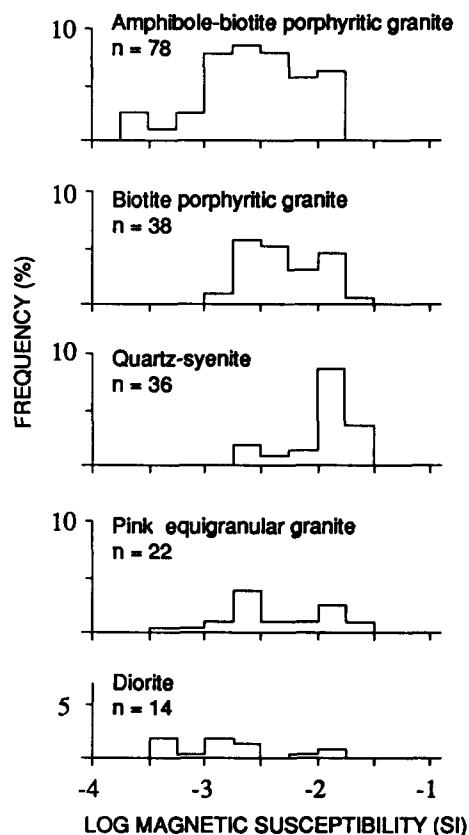 10
Amphibole-biotite porphyritic granite
n = 78
10
Biotite porphyritic granite
n = 38
10
Quartz-syenite
n = 36
10
Pink equigranular granite
n = 22
5
Diorite
n = 14
FREQUENCY (%)
-4 -3 -2 -1
LOG MAGNETIC SUSCEPTIBILITY (SI)